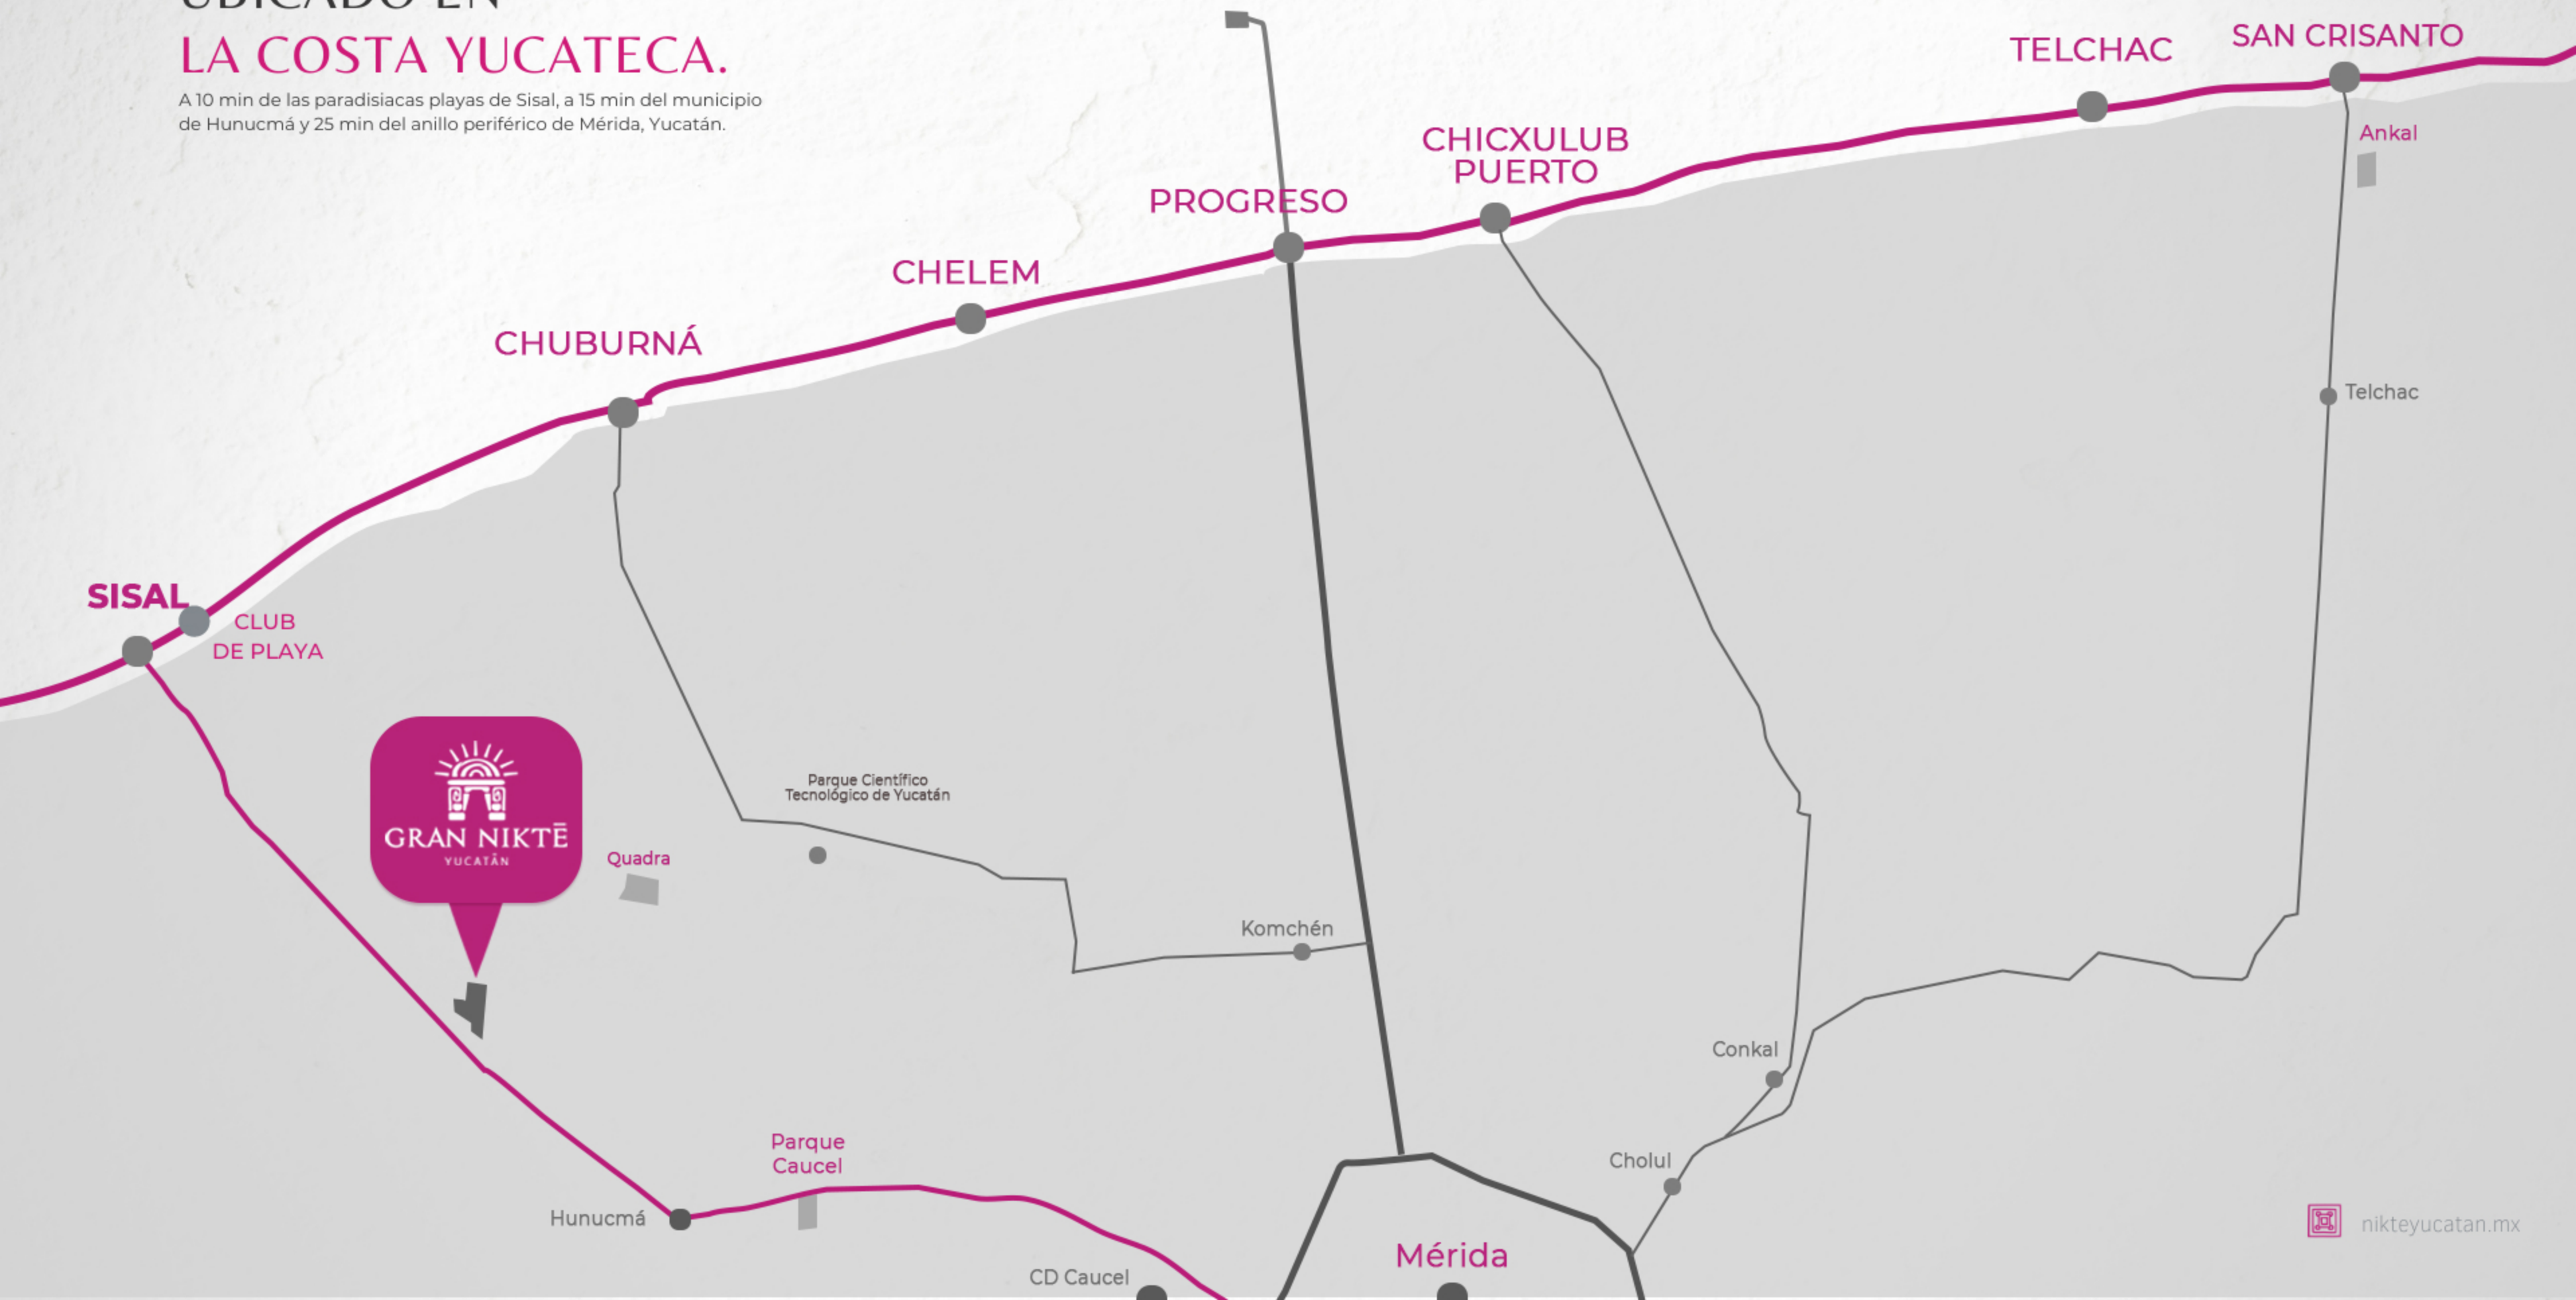 UBICADO EN
LA COSTA YUCATECA.
A 10 min de las paradisiacas playas de Sisal, a 15 min del municipio
de Hunucmá y 25 min del anillo periférico de Mérida, Yucatán.
SAN CRISANTO
TELCHAC
Ankal
CHICXULUB
PUERTO
PROGRESO
CHELEM
CHUBURNÁ
Telchac
SISAL
CLUB
DE PLAYA
GRAN NIKTĒ
YUCATÁN
Parque Científico
Tecnológico de Yucatán
Quadra
Komchén
Conkal
Parque
Caucel
Cholul
Hunucmá
nikteyucatan.mx
Mérida
CD Caucel